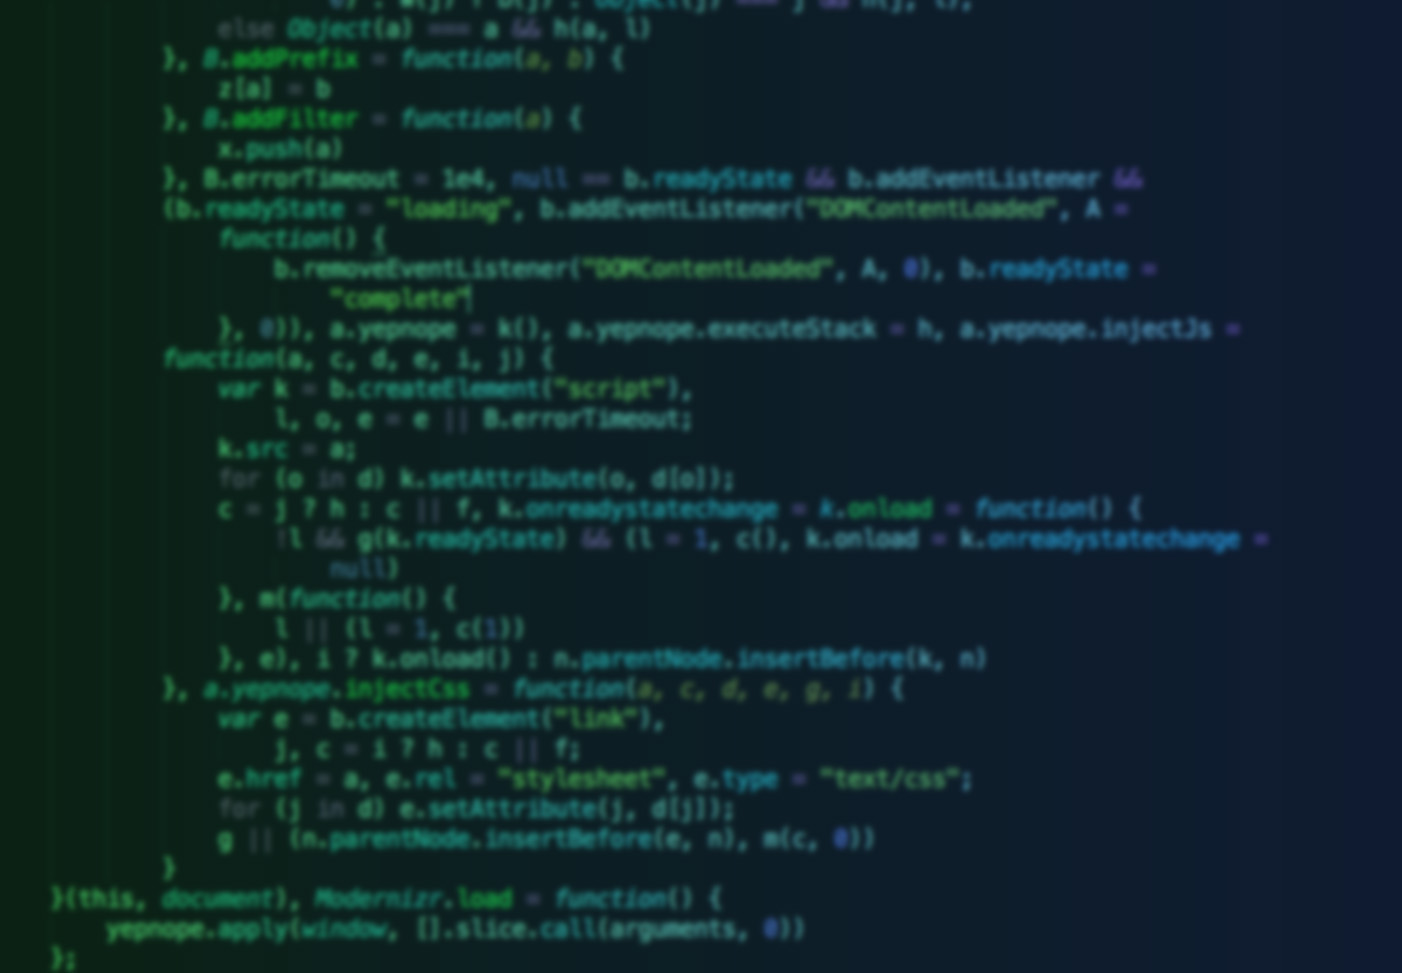 else Object(a) === a && h(a, l)
}, B.addPrefix = function(a, b) {
z[a] = b
}, B.addFilter = function(a) {
x.push(a)
}, B.errorTimeout = 1e4, null == b.readyState && b.addEventListener &&
(b.readyState = "loading", b.addEventListener("DOMContentLoaded", A =
function() {
b.removeEventListener("DOMContentLoaded", A, 0), b.readyState =
"complete"
}, 0)), a.yepnope = k(), a.yepnope.executeStack = h, a.yepnope.injectJs =
function(a, c, d, e, i, j) {
var k = b.createElement("script"),
l, o, e = e || B.errorTimeout;
k.src = a;
for (o in d) k.setAttribute(o, d[o]);
c = j ? h : c || f, k.onreadystatechange = k.onload = function() {
!l && g(k.readyState) && (l = 1, c(), k.onload = k.onreadystatechange =
null)
}, m(function() {
l || (l = 1, c(1))
}, e), i ? k.onload() : n.parentNode.insertBefore(k, n)
}, a.yepnope.injectCss = function(a, c, d, e, g, i) {
var e = b.createElement("link"),
j, c = i ? h : c || f;
e.href = a, e.rel = "stylesheet", e.type = "text/css";
for (j in d) e.setAttribute(j, d[j]);
g || (n.parentNode.insertBefore(e, n), m(c, 0))
}
}(this, document), Modernizr.load = function() {
yepnope.apply(window, [].slice.call(arguments, 0))
};